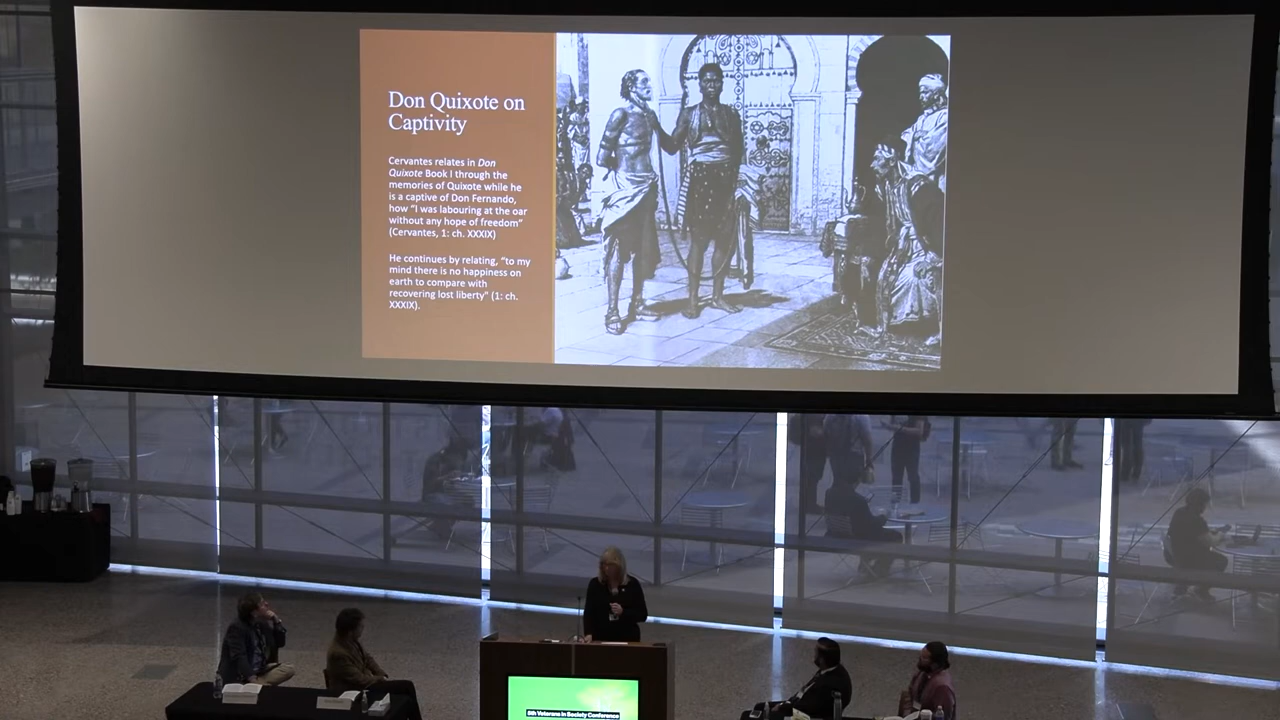 Don Quixote on
Captivity
Cervantes relates in Don
Quixote Book I through the
memories of Quixote while he
is a captive of Don Fernando,
how “I was labouring at the oar
without any hope of freedom”
(Cervantes, 1: ch. XXXIX)
He continues by relating, “to my
mind there is no happiness on
earth to compare with
recovering lost liberty” (1: ch.
XXXIX).
8th Veterans in Society Conference